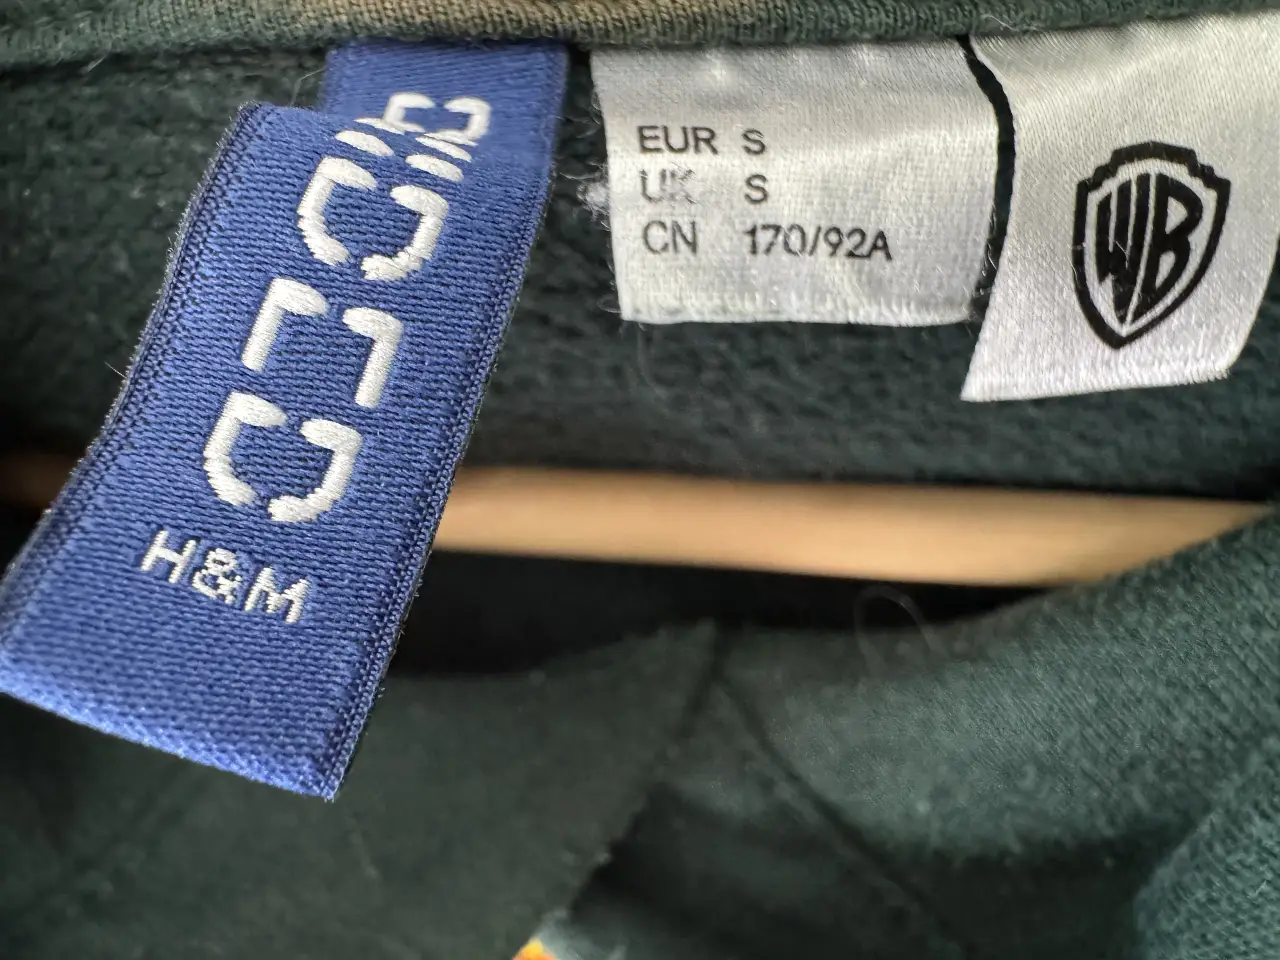 H&M
EUR S
UK S
CN 170/92A
WB